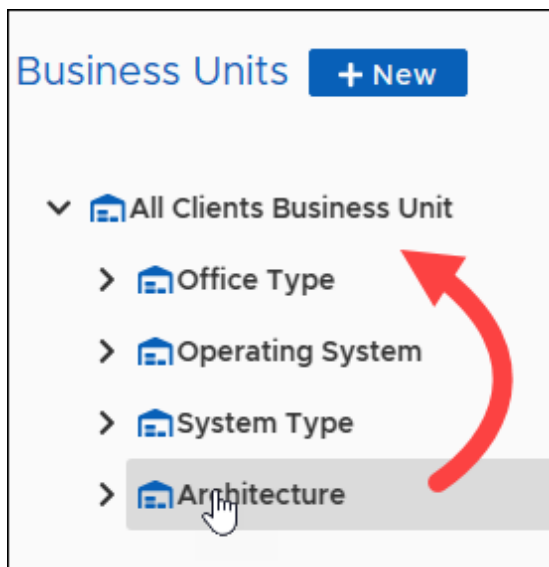 Business Units + New
All Clients Business Unit
Office Type
Operating System
System Type
Architecture